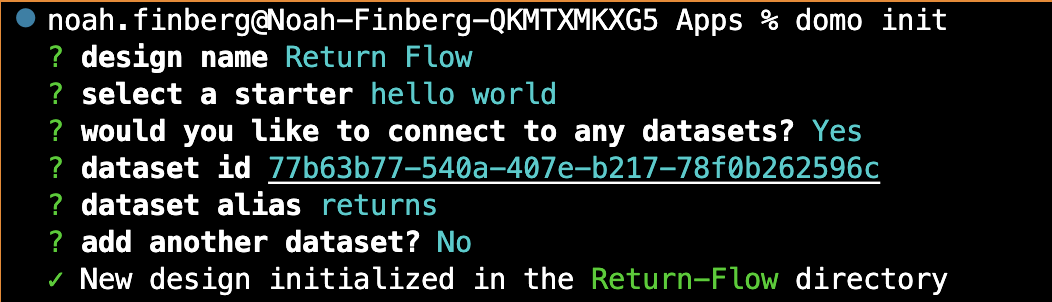 noah.finberg@Noah-Finberg-QKMTXMKXG5 Apps % domo init
? design name Return Flow
? select a starter hello world
? would you like to connect to any datasets? Yes
? dataset id 77b63b77-540a-407e-b217-78f0b262596c
? dataset alias returns
? add another dataset? No
✓ New design initialized in the Return-Flow directory